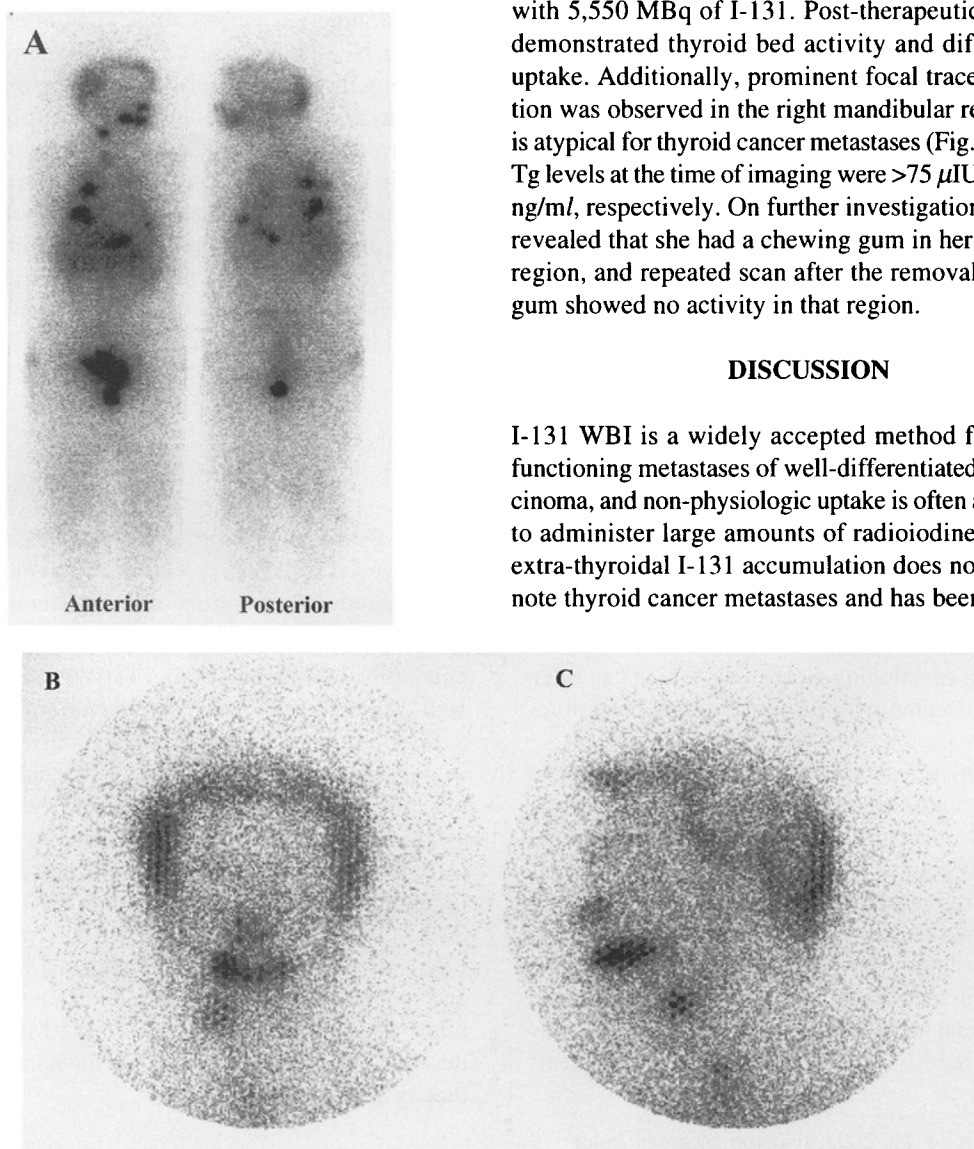 A
Anterior
Posterior
with 5,550 MBq of I-131. Post-therapeutic
demonstrated thyroid bed activity and dif
uptake. Additionally, prominent focal trace
tion was observed in the right mandibular re
is atypical for thyroid cancer metastases (Fig.
Tg levels at the time of imaging were >75 μIU
ng/ml, respectively. On further investigation
revealed that she had a chewing gum in her
region, and repeated scan after the removal
gum showed no activity in that region.
DISCUSSION
I-131 WBI is a widely accepted method f
functioning metastases of well-differentiated
cinoma, and non-physiologic uptake is often a
to administer large amounts of radioiodine
extra-thyroidal I-131 accumulation does no
note thyroid cancer metastases and has been
B
C